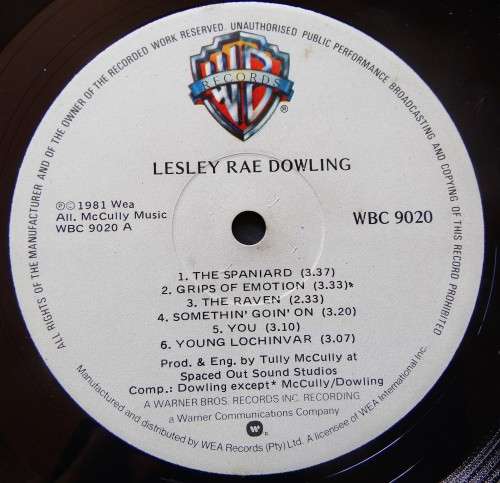 ALL RIGHTS OF THE MANUFACTURER AND OF THE OWNER OF THE RECORDED WORK RESERVED. UNAUTHORISED PUBLIC PERFORMANCE, BROADCASTING AND COPYING OF THIS RECORD PROHIBITED
WB
RECORDS
®
LESLEY RAE DOWLING
℗© 1981 Wea
All. McCully Music
WBC 9020 A
WBC 9020
1. THE SPANIARD (3.37)
2. GRIPS OF EMOTION (3.33)*
3. THE RAVEN (2.33)
4. SOMETHIN' GOIN' ON (3.20)
5. YOU (3.10)
6. YOUNG LOCHINVAR (3.07)
Prod. & Eng. by Tully McCully at
Spaced Out Sound Studios
Comp.: Dowling except* McCully/Dowling
A WARNER BROS. RECORDS INC. RECORDING
a Warner Communications Company
Manufactured and distributed by WEA Records (Pty) Ltd. A licensee of WEA International Inc.